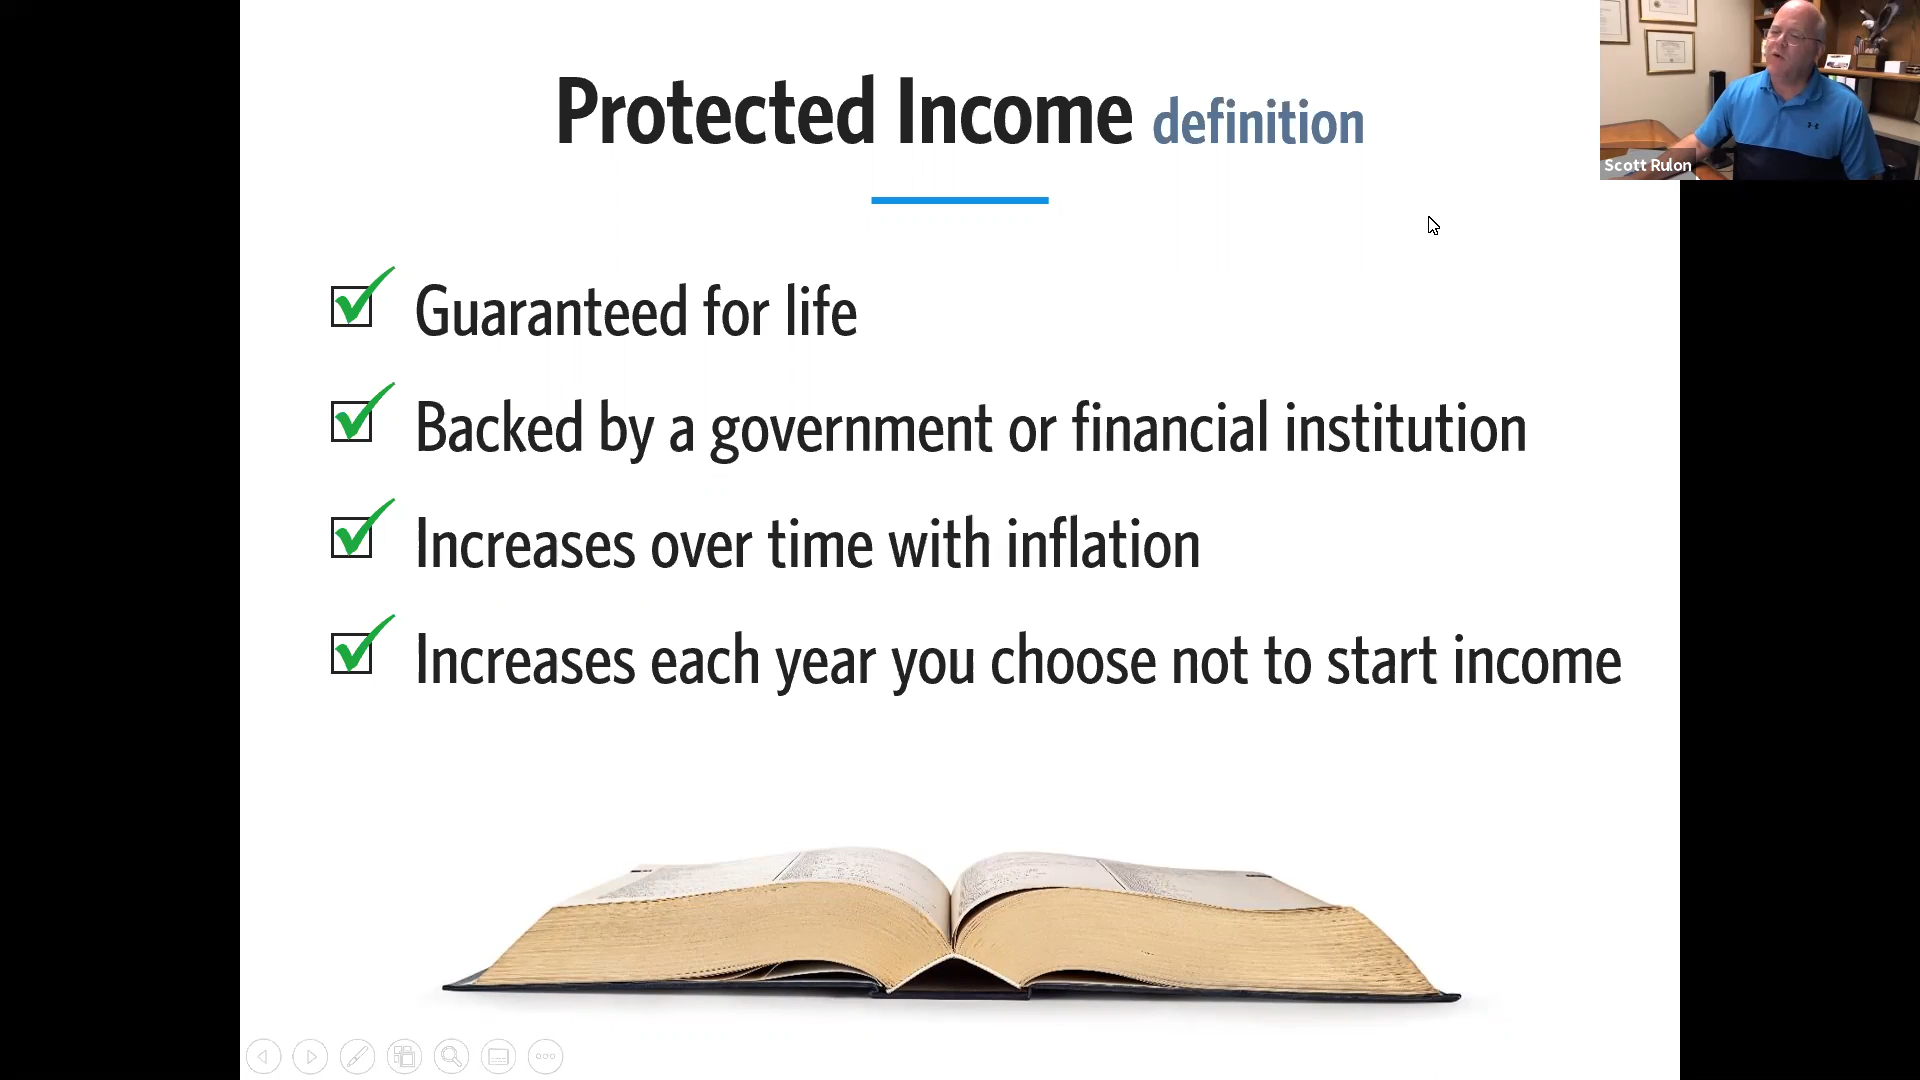 Protected Income definition
Scott Rulon
Guaranteed for life
Backed by a government or financial institution
Increases over time with inflation
Increases each year you choose not to start income